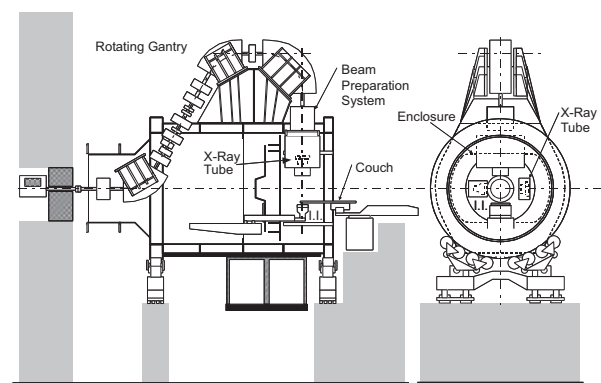 Rotating Gantry
Beam
Preparation
System
X-Ray
Tube
Couch
I.I.
Enclosure
X-Ray
Tube
I.I.